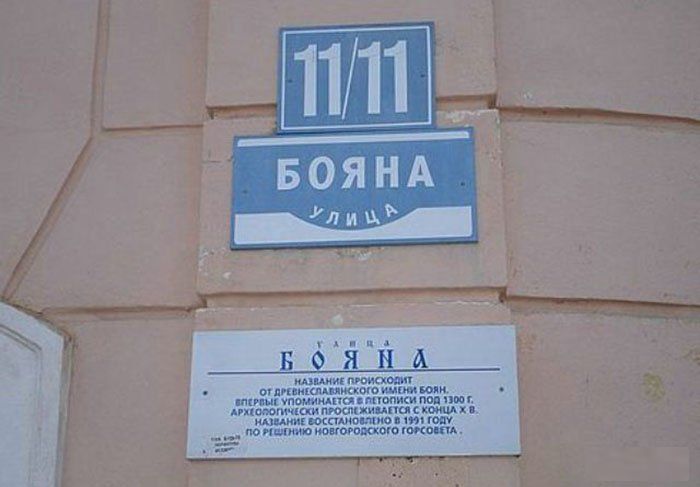 11/11
БОЯНА
УЛИЦА
улица
БОЯНА
НАЗВАНИЕ ПРОИСХОДИТ
ОТ ДРЕВНЕСЛАВЯНСКОГО ИМЕНИ БОЯН.
ВПЕРВЫЕ УПОМИНАЕТСЯ В ЛЕТОПИСИ ПОД 1300 Г.
АРХЕОЛОГИЧЕСКИ ПРОСЛЕЖИВАЕТСЯ С КОНЦА X В.
НАЗВАНИЕ ВОССТАНОВЛЕНО В 1991 ГОДУ
ПО РЕШЕНИЮ НОВГОРОДСКОГО ГОРСОВЕТА .